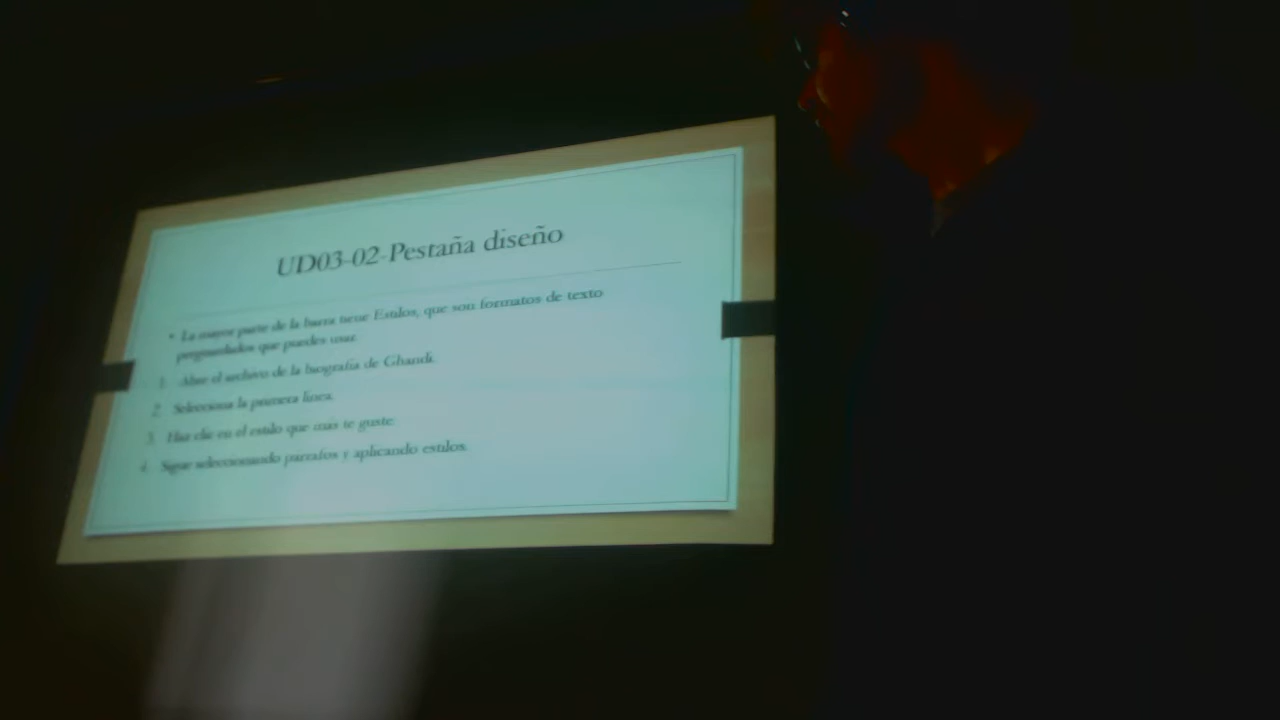 UD03-02-Pestaña diseño
• La mayor parte de la barra tiene Estilos, que son formatos de texto
preguardados que puedes usar.
1. Abre el archivo de la biografía de Ghandi.
2. Selecciona la primera línea.
3. Haz clic en el estilo que más te guste.
4. Sigue seleccionando párrafos y aplicando estilos.